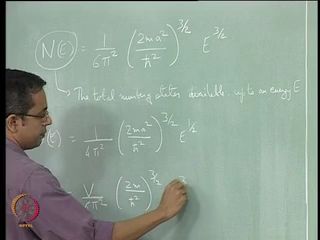 N(E) = 1/6π² (2ma²/ħ²)^3/2 E^3/2
The total number states available up to an energy E
(E) = 1/4π² (2ma²/ħ²)^3/2 E^1/2
V/6π² (2m/ħ²)^3/2